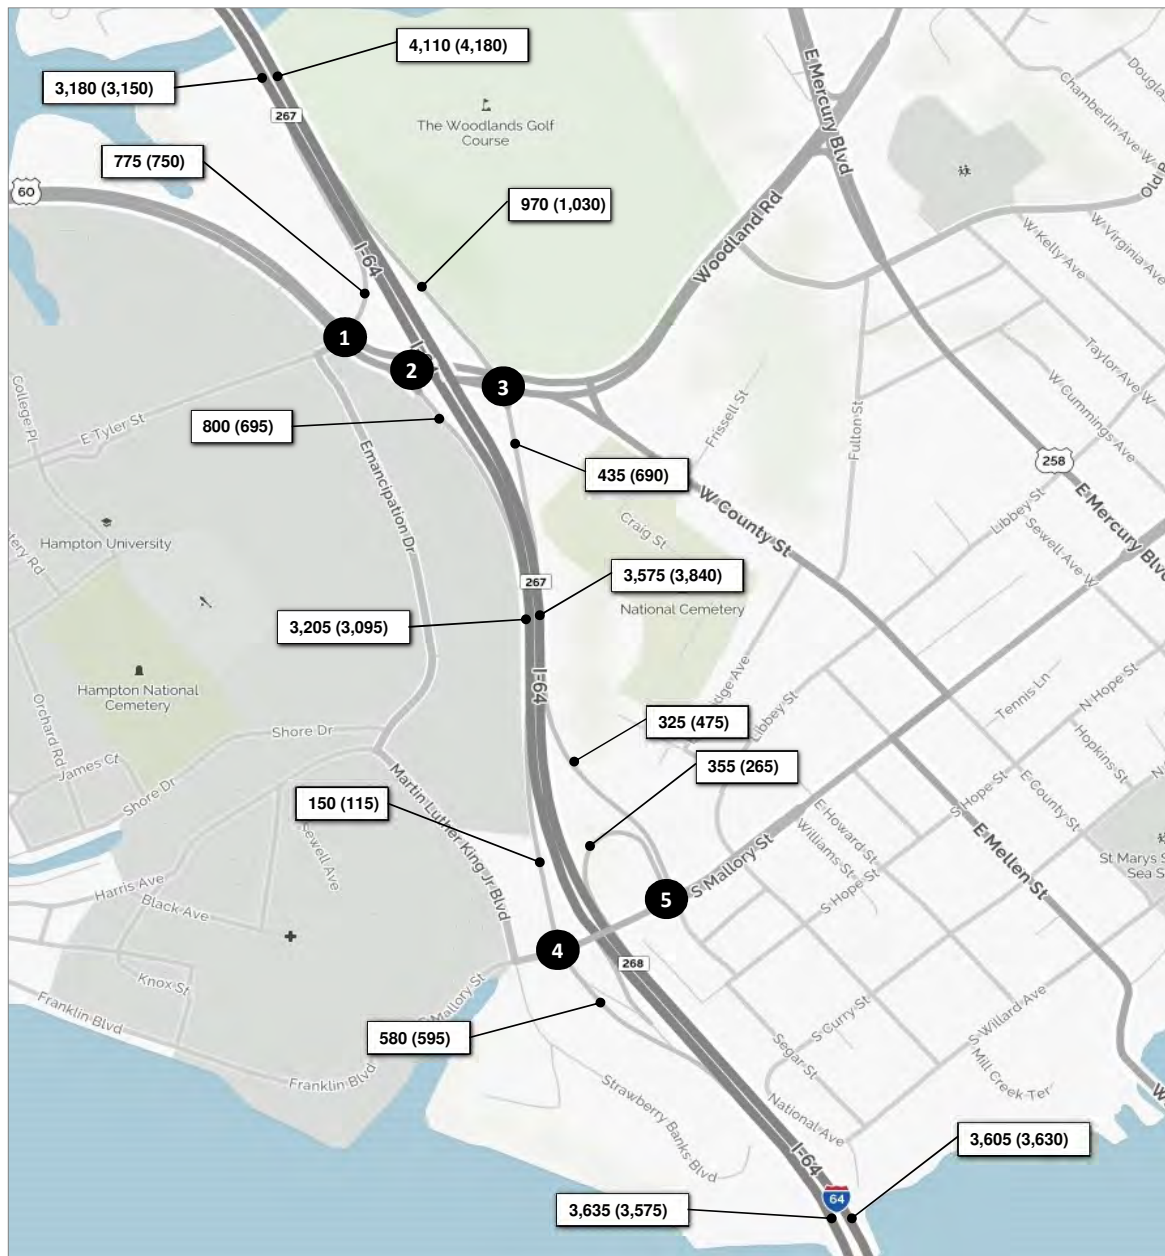 4,110 (4,180)
3,180 (3,150)
267
The Woodlands Golf
Course
E Mercury Blvd
Chamberlin Ave W
775 (750)
60
970 (1,030)
I-64
Woodland Rd
W Kelly Ave
W Virginia Ave
1
2
3
Taylor Ave W
W Cummings Ave
College Pl
E Tyler St
800 (695)
Emancipation Dr
Frissell St
Fulton St
435 (690)
258
E Mercury Blvd
W County St
Libbey St
Sewell Ave W
Craig St
Hampton University
267
3,575 (3,840)
National Cemetery
3,205 (3,095)
I-64
Hampton National
Cemetery
Orchard Rd
Shore Dr
James Ct
Shore Dr
325 (475)
Libbey St
Tennis Ln
N Hope St
Hopkins St
355 (265)
150 (115)
Martin Luther King Jr Blvd
Sewell Ave
S Hope St
E County St
E Howard St
Williams St
S Hope St
E Mellen St
St Marys
S Mallory St
Harris Ave
Black Ave
5
4
268
Knox St
Franklin Blvd
S Mallory St
580 (595)
Franklin Blvd
S Curry St
S Willard Ave
Segar St
Mill Creek Ter
National Ave
Strawberry Banks Blvd
I-64
3,605 (3,630)
64
3,635 (3,575)